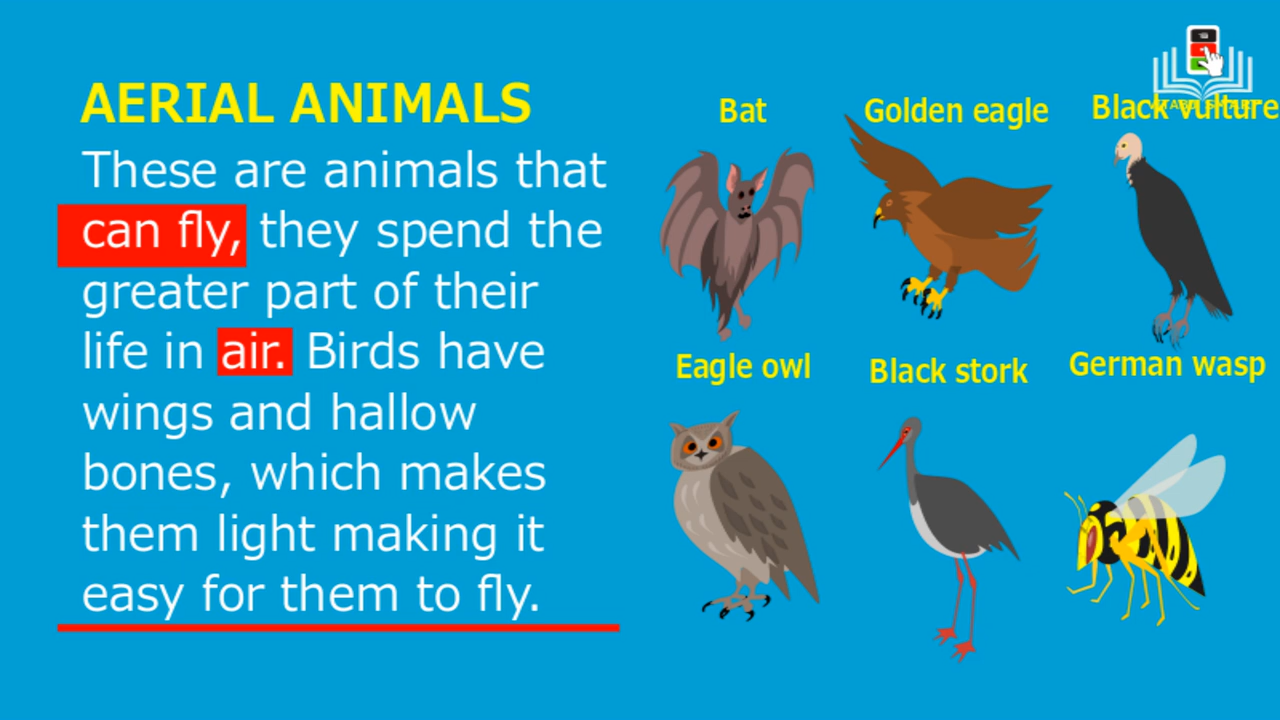 AERIAL ANIMALS
These are animals that
can fly, they spend the
greater part of their
life in air. Birds have
wings and hallow
bones, which makes
them light making it
easy for them to fly.
Bat
Golden eagle
Black vulture
Eagle owl
Black stork
German wasp